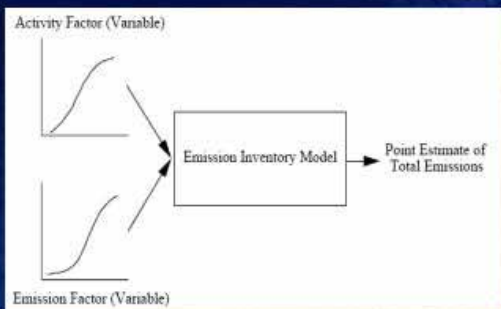 Activity Factor (Variable)
Emission Inventory Model
Point Estimate of
Total Emissions
Emission Factor (Variable)